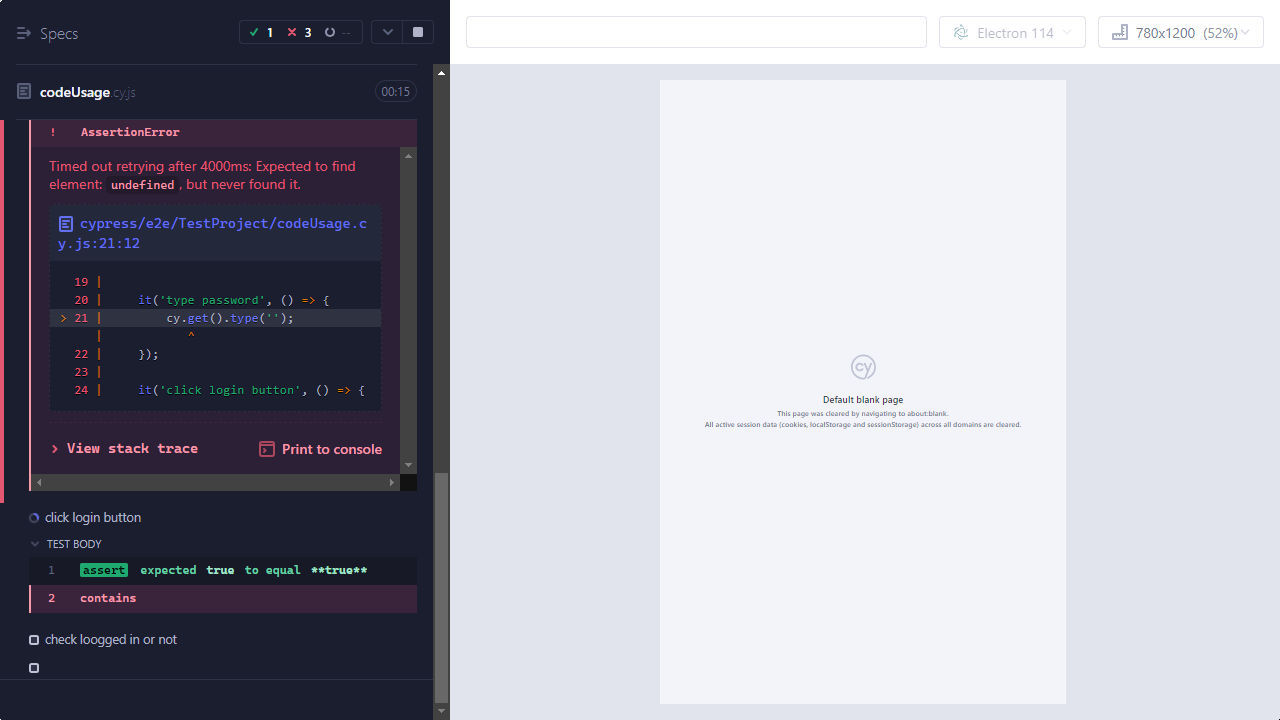 Specs
1
3
--
codeUsage.cy.js
00:15
! AssertionError
Timed out retrying after 4000ms: Expected to find
element: undefined, but never found it.
cypress/e2e/TestProject/codeUsage.c
y.js:21:12
19 |
20 | it('type password', () => {
> 21 | cy.get().type('');
| ^
22 | });
23 |
24 | it('click login button', () => {
View stack trace
Print to console
click login button
TEST BODY
1 assert expected true to equal **true**
2 contains
check loogged in or not
Electron 114
780x1200 (52%)
cy
Default blank page
This page was cleared by navigating to about:blank.
All active session data (cookies, localStorage and sessionStorage) across all domains are cleared.